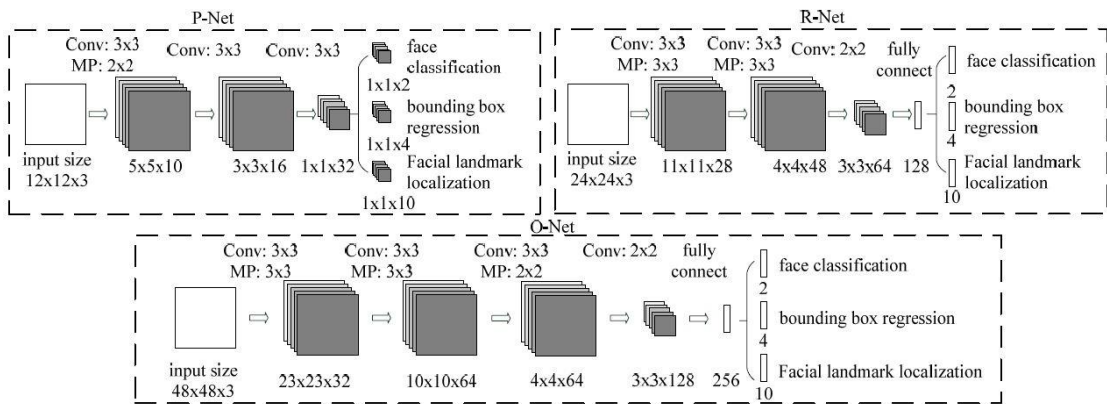 P-Net
Conv: 3x3
MP: 2x2
Conv: 3x3
Conv: 3x3
face
classification
1x1x2
bounding box
regression
1x1x4
Facial landmark
localization
1x1x10
input size
12x12x3
5x5x10
3x3x16
1x1x32
R-Net
Conv: 3x3
MP: 3x3
Conv: 3x3
MP: 3x3
Conv: 2x2
fully
connect
face classification
2
bounding box
regression
4
Facial landmark
localization
10
input size
24x24x3
11x11x28
4x4x48
3x3x64
128
O-Net
Conv: 3x3
MP: 3x3
Conv: 3x3
MP: 3x3
Conv: 3x3
MP: 2x2
Conv: 2x2
fully
connect
face classification
2
bounding box regression
4
Facial landmark localization
10
input size
48x48x3
23x23x32
10x10x64
4x4x64
3x3x128
256